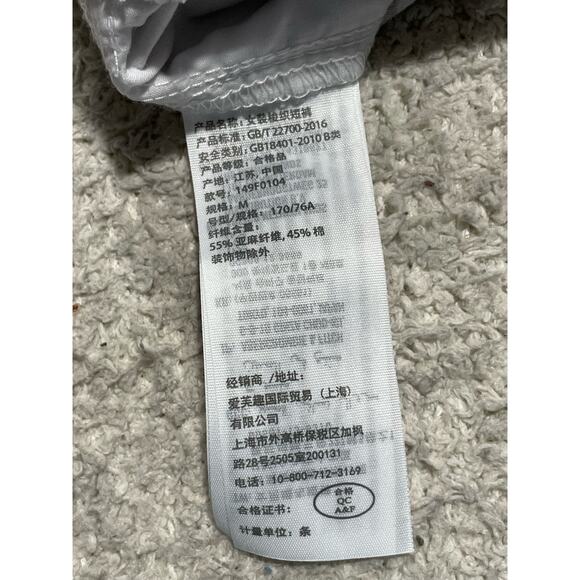 产品名称: 女装梭织短裤
产品标准: GB/T 22700-2016
安全类别: GB18401-2010 B类
产品等级: 合格品
产地: 江苏, 中国
款号: 149F0104
规格: M
号型/规格: 170/76A
纤维含量:
55% 亚麻纤维, 45% 棉
装饰物除外
经销商 /地址:
爱芙趣国际贸易 (上海)
有限公司
上海市外高桥保税区加枫
路28号2505室200131
电话: 10-800-712-3169
合格证书:
合格
QC
A&F
计量单位: 条